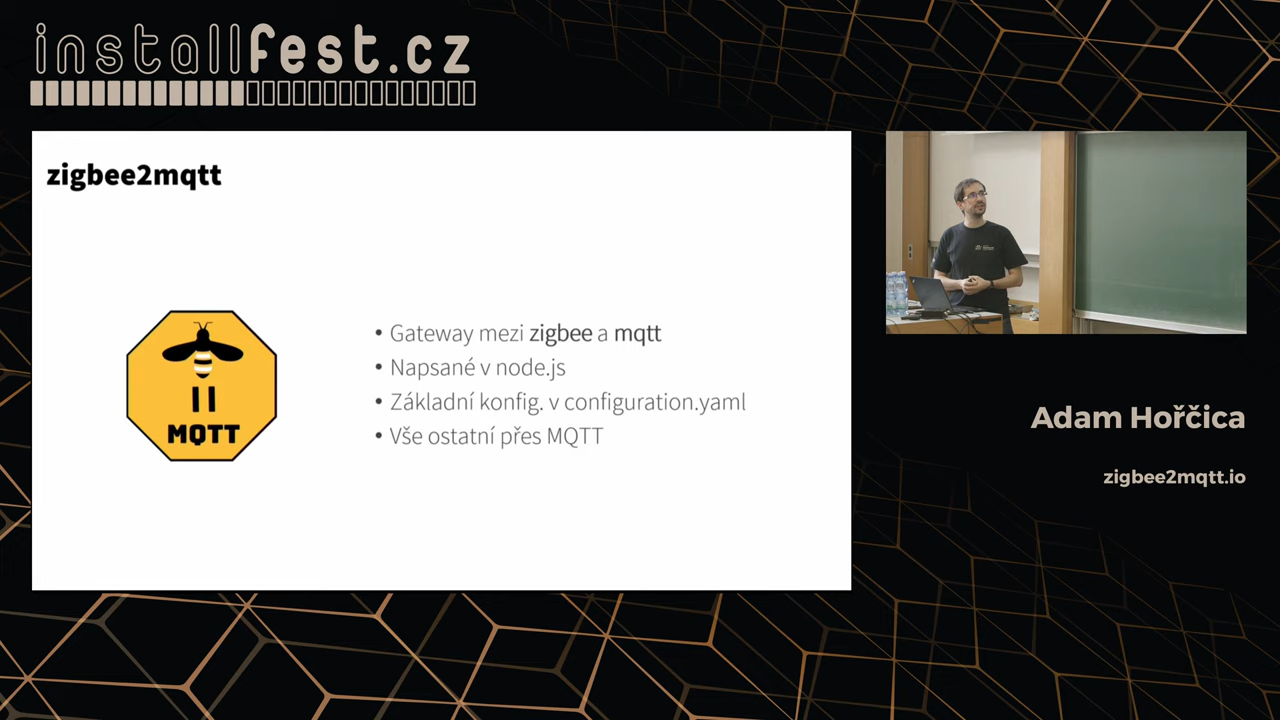 installfest.cz
zigbee2mqtt
MQTT
• Gateway mezi zigbee a mqtt
• Napsané v node.js
• Základní konfig. v configuration.yaml
• Vše ostatní přes MQTT
Adam Hořčica
zigbee2mqtt.io